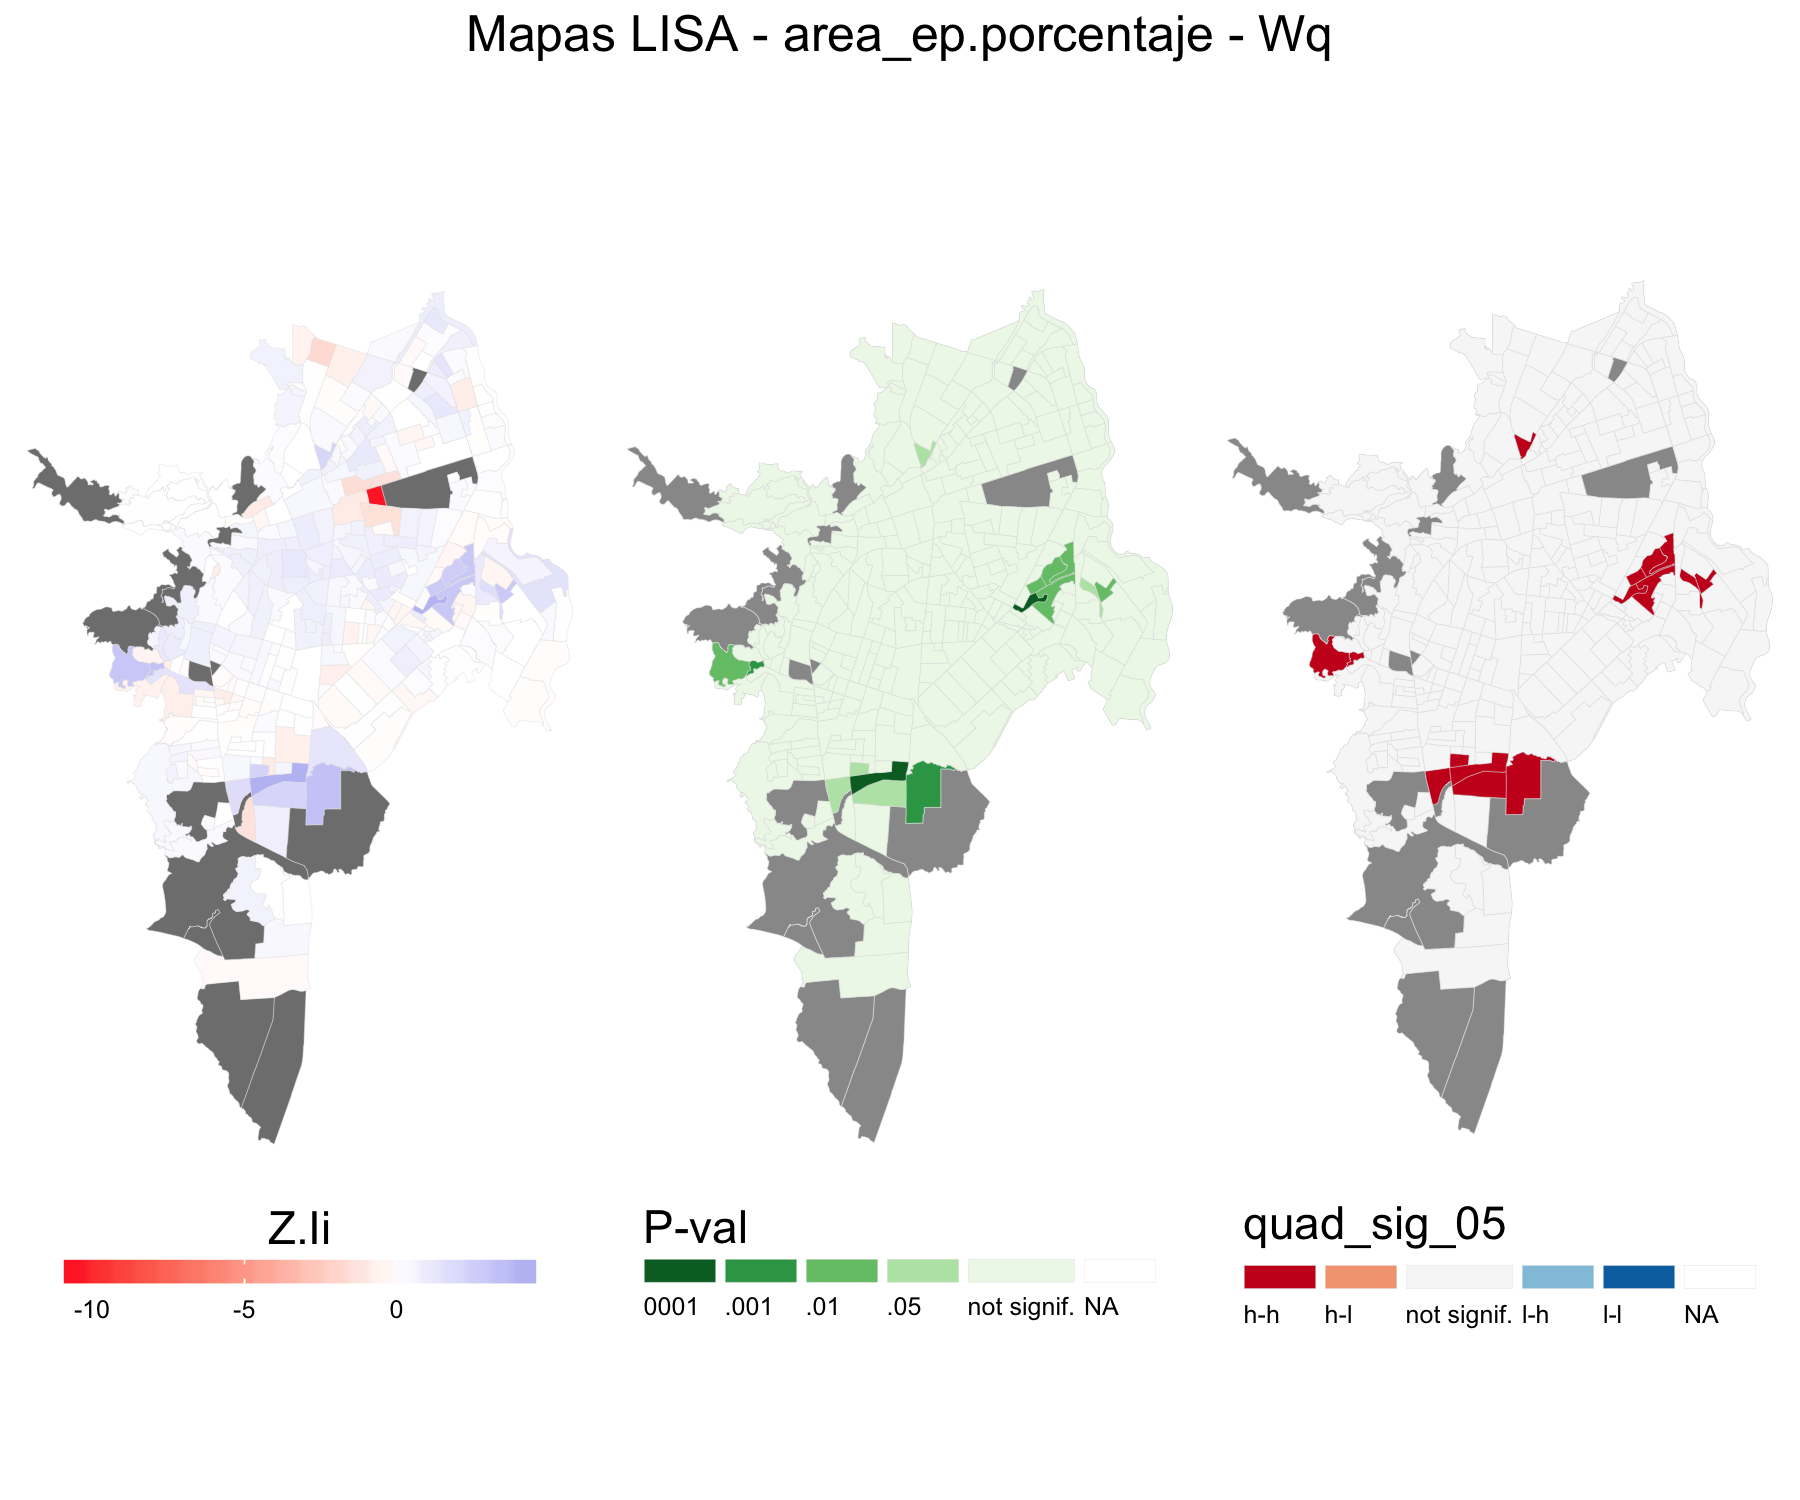 Mapas LISA - area_ep.porcentaje - Wq
Z.Ii
-10 -5 0
P-val
0001 .001 .01 .05 not signif. NA
quad_sig_05
h-h h-l not signif. l-h l-l NA